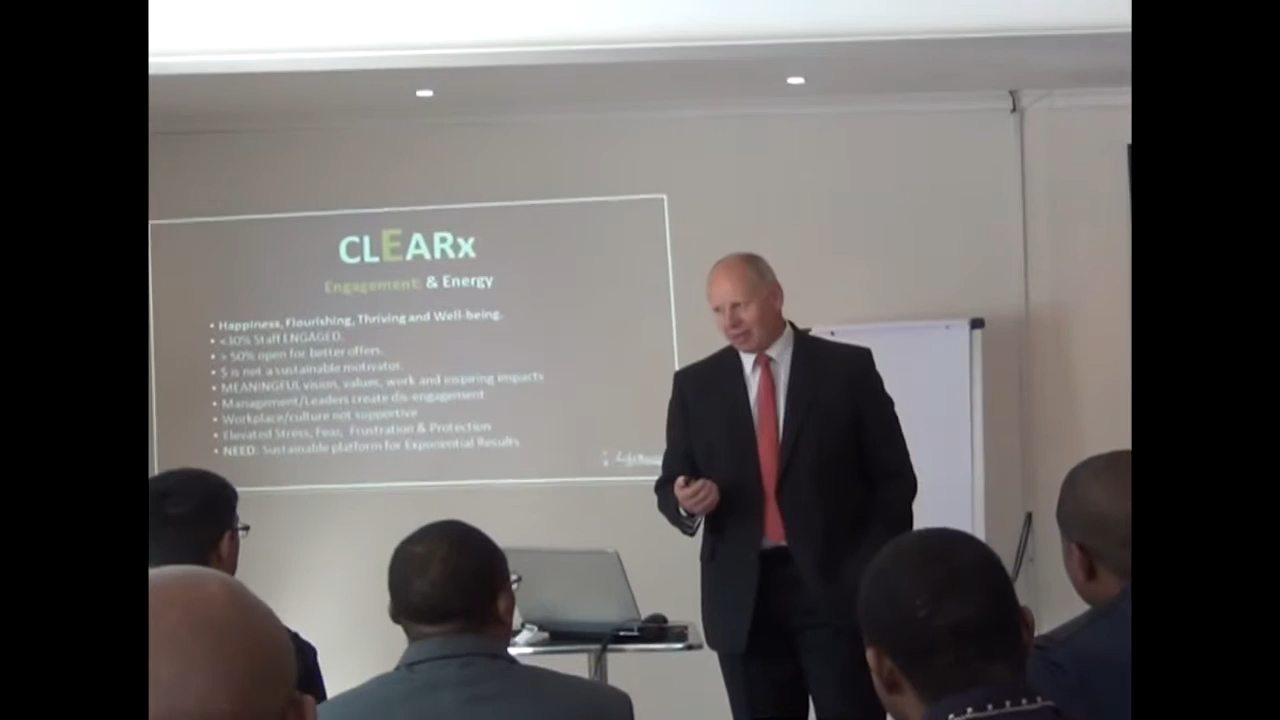 CLEARx
Engagement & Energy
• Happiness, Flourishing, Thriving and Well-being.
• <30% Staff ENGAGED.
• > 50% open for better offers.
• $ is not a sustainable motivator.
• MEANINGFUL vision, values, work and inspiring impacts
• Management/Leaders create dis-engagement
• Workplace/culture not supportive
• Elevated Stress, Fear, Frustration & Protection
• NEED: Sustainable platform for Exponential Results